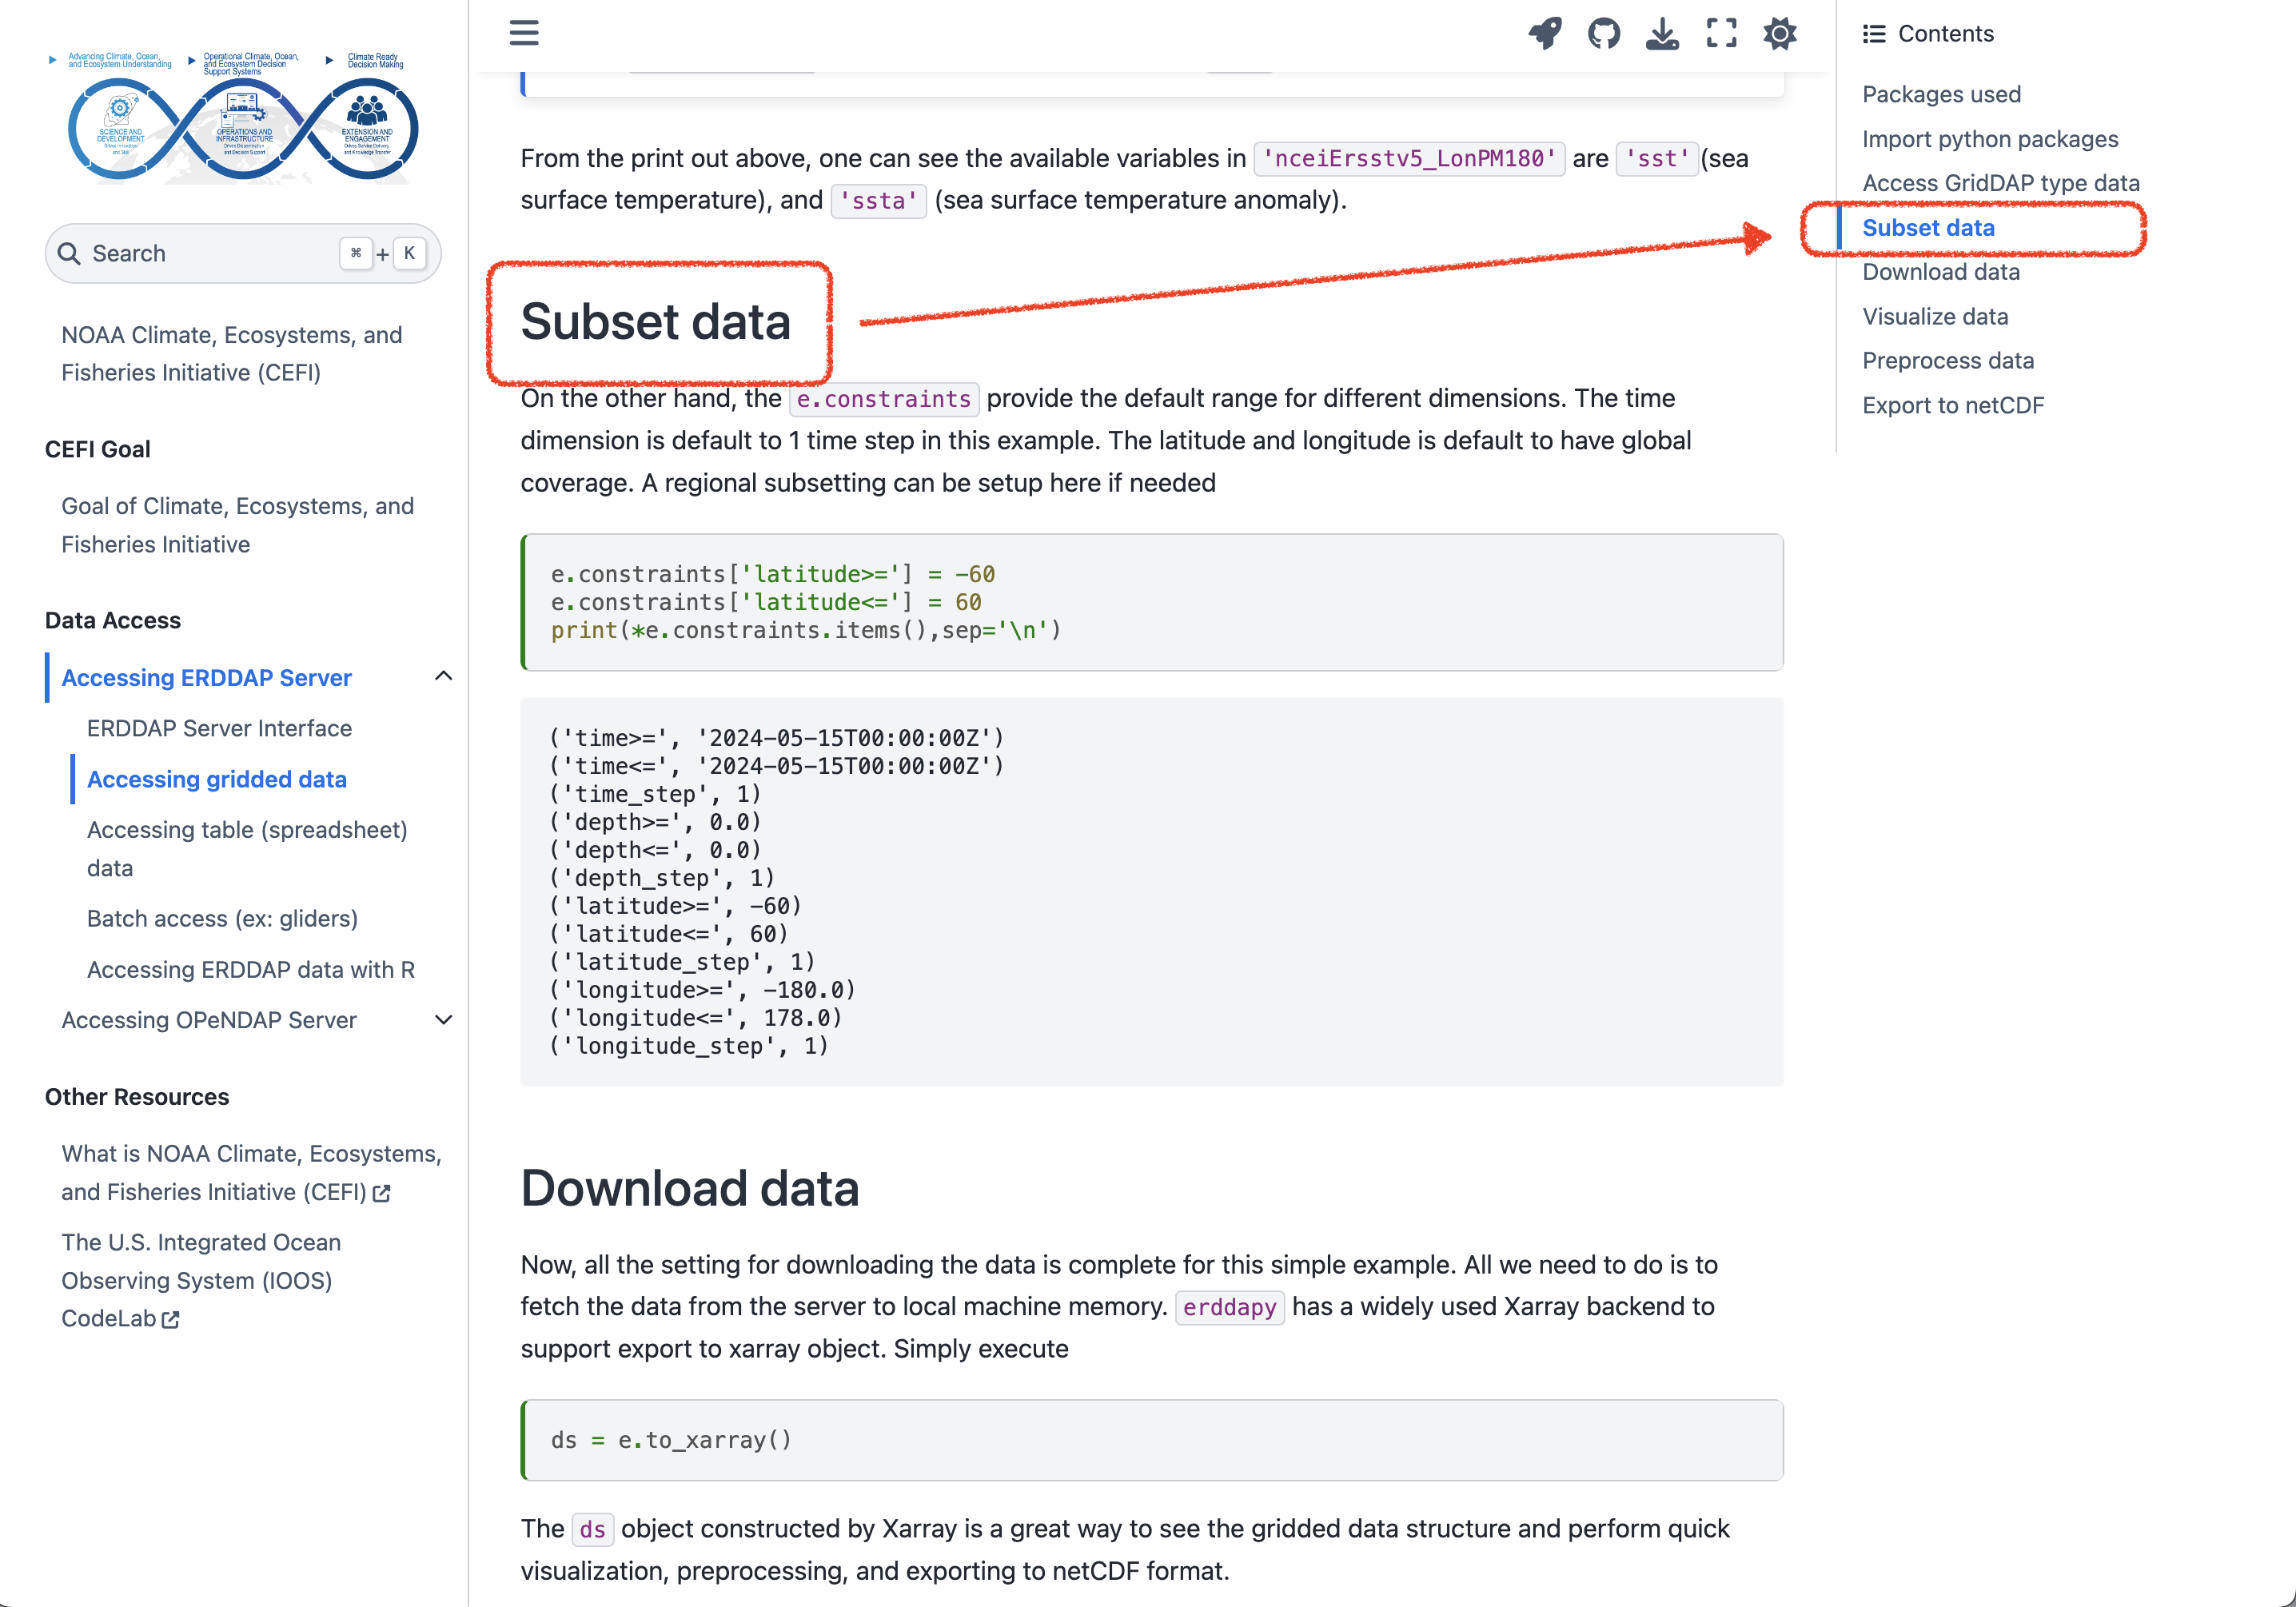 Advancing Climate, Ocean,
and Ecosystem Understanding
Operational Climate, Ocean,
and Ecosystem Decision
Support Systems
Climate Ready
Decision Making
SCIENCE AND
DEVELOPMENT
Drives Innovation
and Skill
OPERATIONS AND
INFRASTRUCTURE
Drives Dissemination
and Decision Support
EXTENSION AND
ENGAGEMENT
Drives Service Delivery
and Knowledge Transfer
Search
⌘ + K
NOAA Climate, Ecosystems, and
Fisheries Initiative (CEFI)
CEFI Goal
Goal of Climate, Ecosystems, and
Fisheries Initiative
Data Access
Accessing ERDDAP Server
ERDDAP Server Interface
Accessing gridded data
Accessing table (spreadsheet)
data
Batch access (ex: gliders)
Accessing ERDDAP data with R
Accessing OPeNDAP Server
Other Resources
What is NOAA Climate, Ecosystems,
and Fisheries Initiative (CEFI)
The U.S. Integrated Ocean
Observing System (IOOS)
CodeLab
From the print out above, one can see the available variables in 'nceiErsstv5_LonPM180' are 'sst' (sea
surface temperature), and 'ssta' (sea surface temperature anomaly).
Subset data
On the other hand, the e.constraints provide the default range for different dimensions. The time
dimension is default to 1 time step in this example. The latitude and longitude is default to have global
coverage. A regional subsetting can be setup here if needed
e.constraints['latitude>='] = -60
e.constraints['latitude<='] = 60
print(*e.constraints.items(),sep='\n')
('time>=', '2024-05-15T00:00:00Z')
('time<=', '2024-05-15T00:00:00Z')
('time_step', 1)
('depth>=', 0.0)
('depth<=', 0.0)
('depth_step', 1)
('latitude>=', -60)
('latitude<=', 60)
('latitude_step', 1)
('longitude>=', -180.0)
('longitude<=', 178.0)
('longitude_step', 1)
Download data
Now, all the setting for downloading the data is complete for this simple example. All we need to do is to
fetch the data from the server to local machine memory. erddapy has a widely used Xarray backend to
support export to xarray object. Simply execute
ds = e.to_xarray()
The ds object constructed by Xarray is a great way to see the gridded data structure and perform quick
visualization, preprocessing, and exporting to netCDF format.
Contents
Packages used
Import python packages
Access GridDAP type data
Subset data
Download data
Visualize data
Preprocess data
Export to netCDF